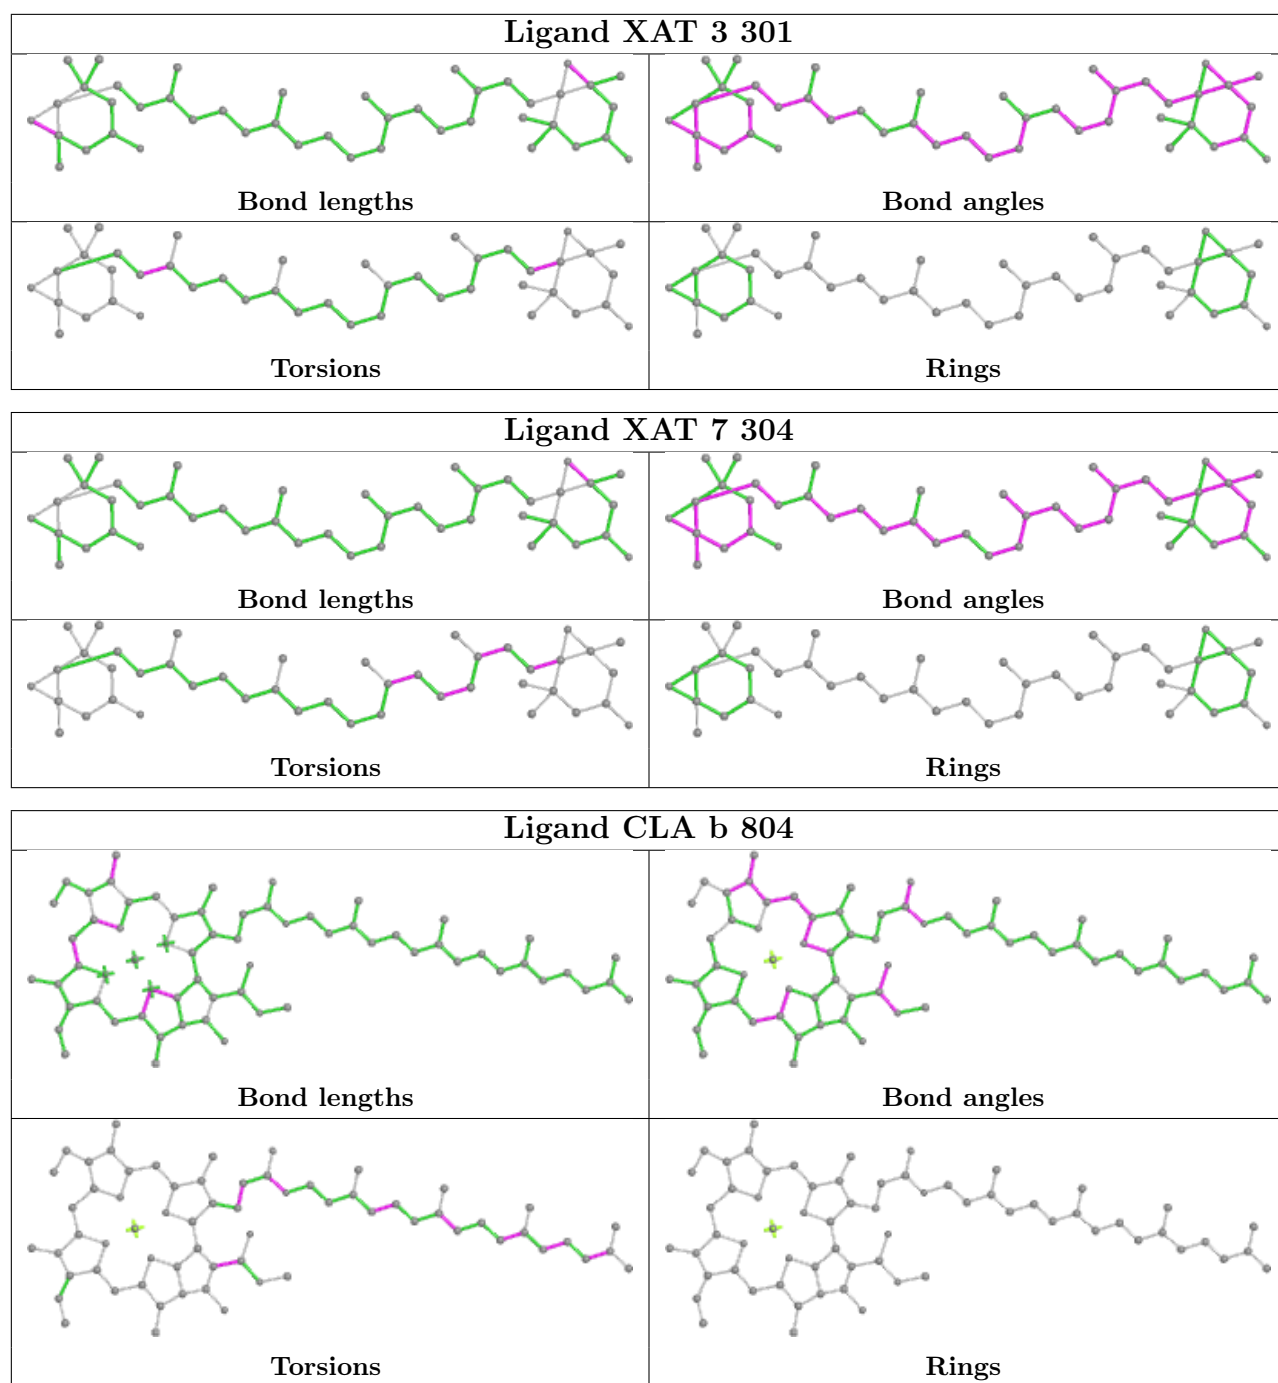 Ligand XAT 3 301
Bond lengths
Bond angles
Torsions
Rings
Ligand XAT 7 304
Bond lengths
Bond angles
Torsions
Rings
Ligand CLA b 804
Bond lengths
Bond angles
Torsions
Rings